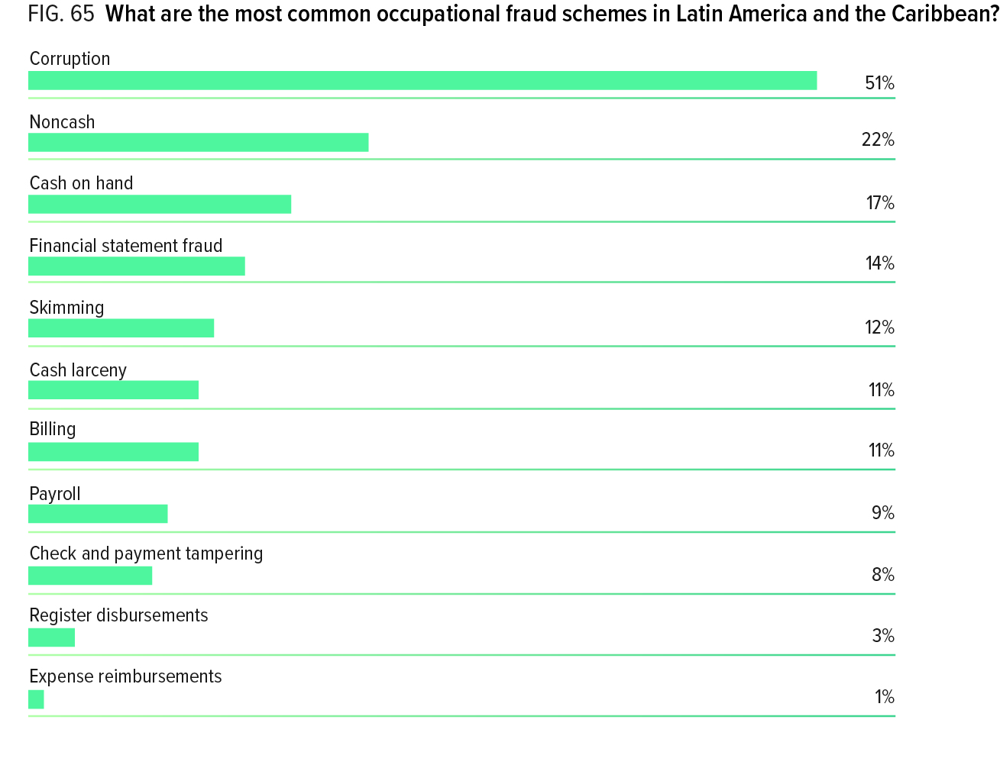 FIG. 65 What are the most common occupational fraud schemes in Latin America and the Caribbean?
Corruption
51%
Noncash
22%
Cash on hand
17%
Financial statement fraud
14%
Skimming
12%
Cash larceny
11%
Billing
11%
Payroll
9%
Check and payment tampering
8%
Register disbursements
3%
Expense reimbursements
1%